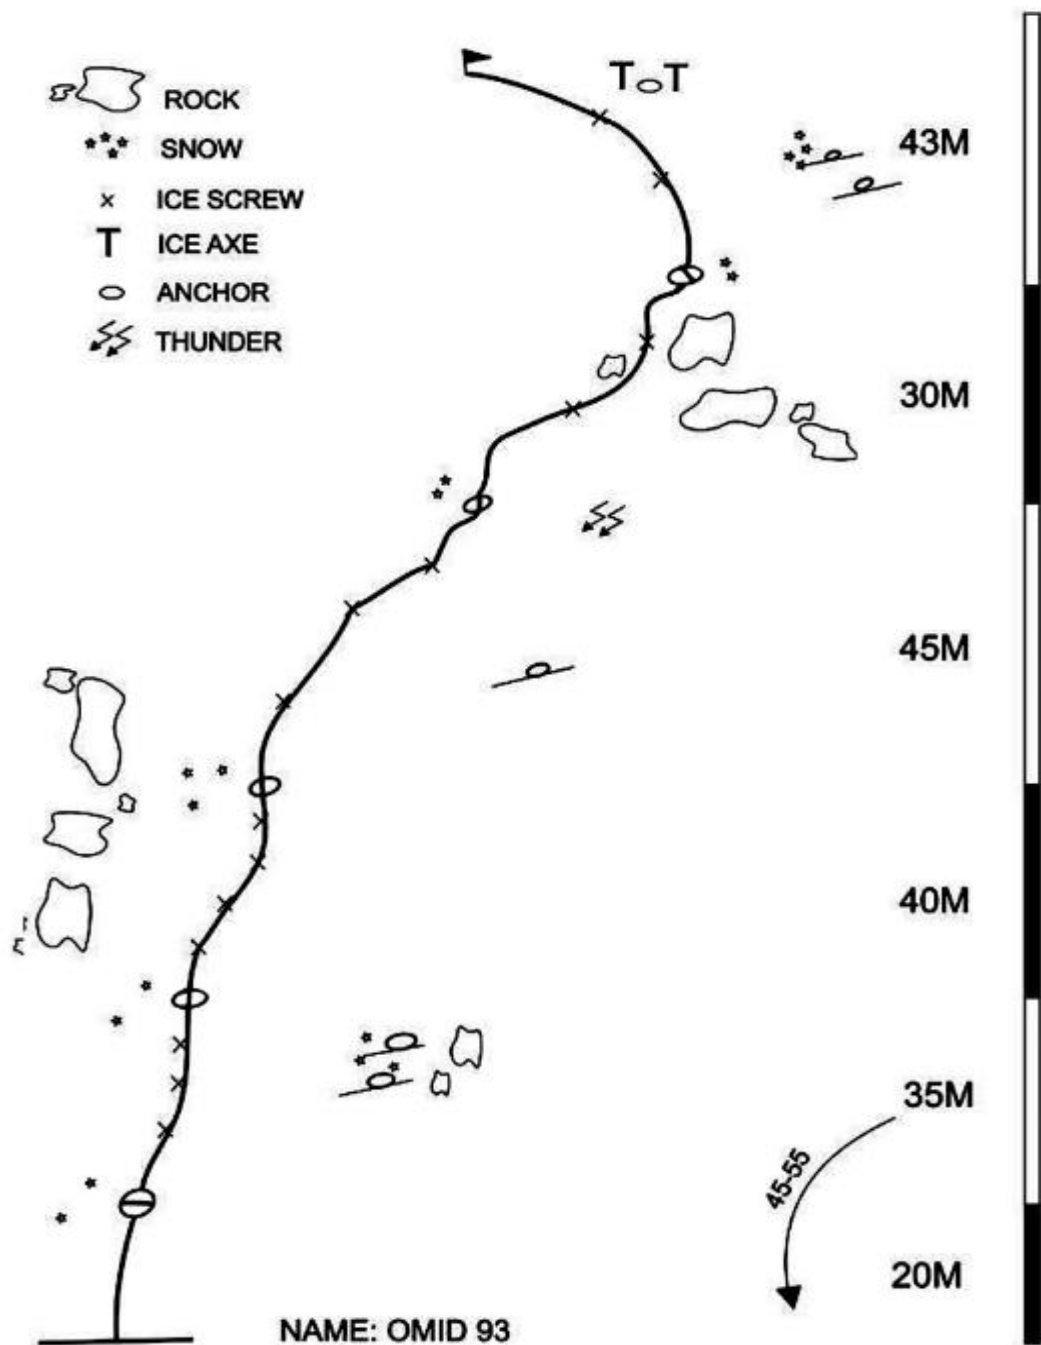 T T
ROCK
SNOW
ICE SCREW
T ICE AXE
ANCHOR
THUNDER
43M
30M
45M
40M
35M
45-55
20M
NAME: OMID 93